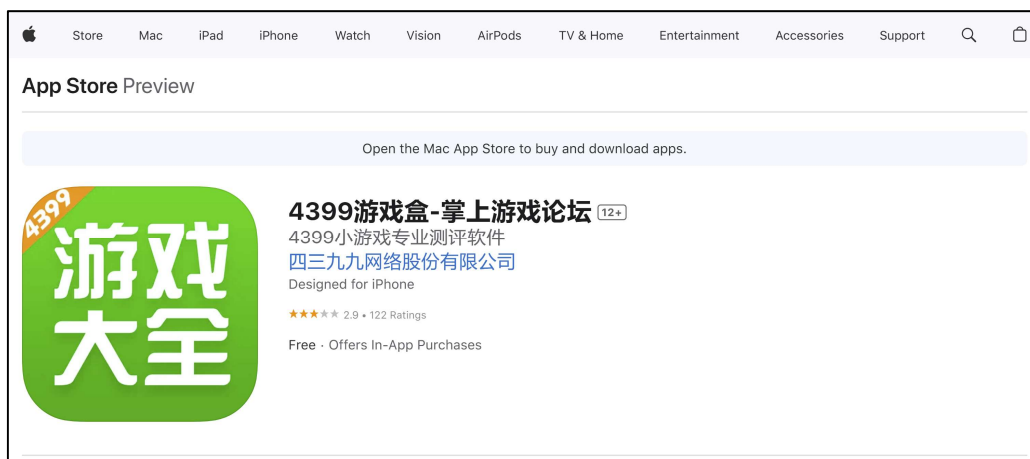 Store Mac iPad iPhone Watch Vision AirPods TV & Home Entertainment Accessories Support
App Store Preview
Open the Mac App Store to buy and download apps.
4399
游戏
大全
4399游戏盒-掌上游戏论坛 12+
4399小游戏专业测评软件
四三九九网络股份有限公司
Designed for iPhone
★★★★★ 2.9 • 122 Ratings
Free · Offers In-App Purchases